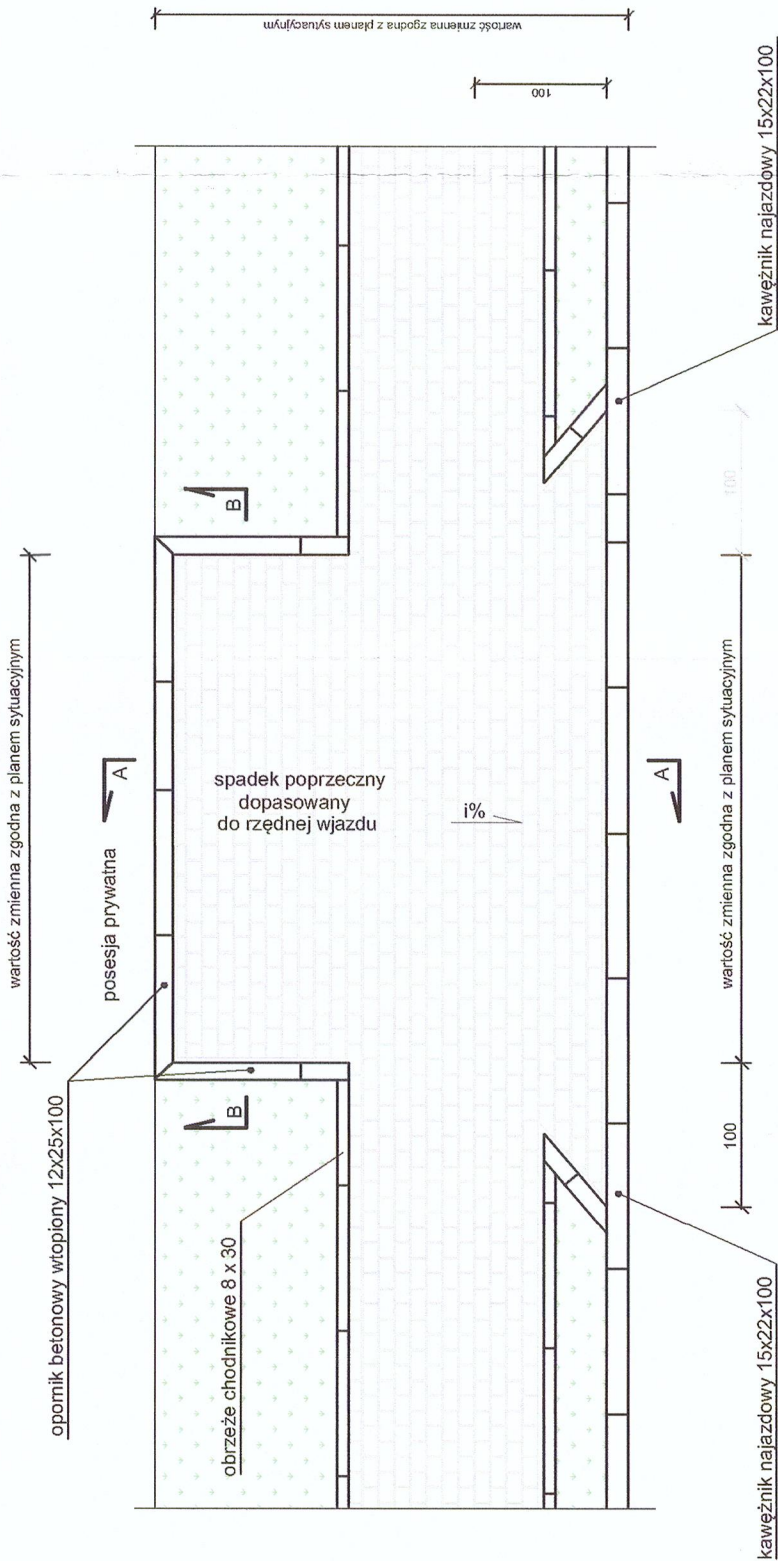 wartość zmienna zgodna z planem sytuacyjnym
100
kawężnik najazdowy 15x22x100
wartość zmienna zgodna z planem sytuacyjnym
posesja prywatna
A
B
spadek poprzeczny
dopasowany
do rzędnej wjazdu
i%
100
opornik betonowy wtopiony 12x25x100
B
A
wartość zmienna zgodna z planem sytuacyjnym
obrzeże chodnikowe 8 x 30
100
kawężnik najazdowy 15x22x100